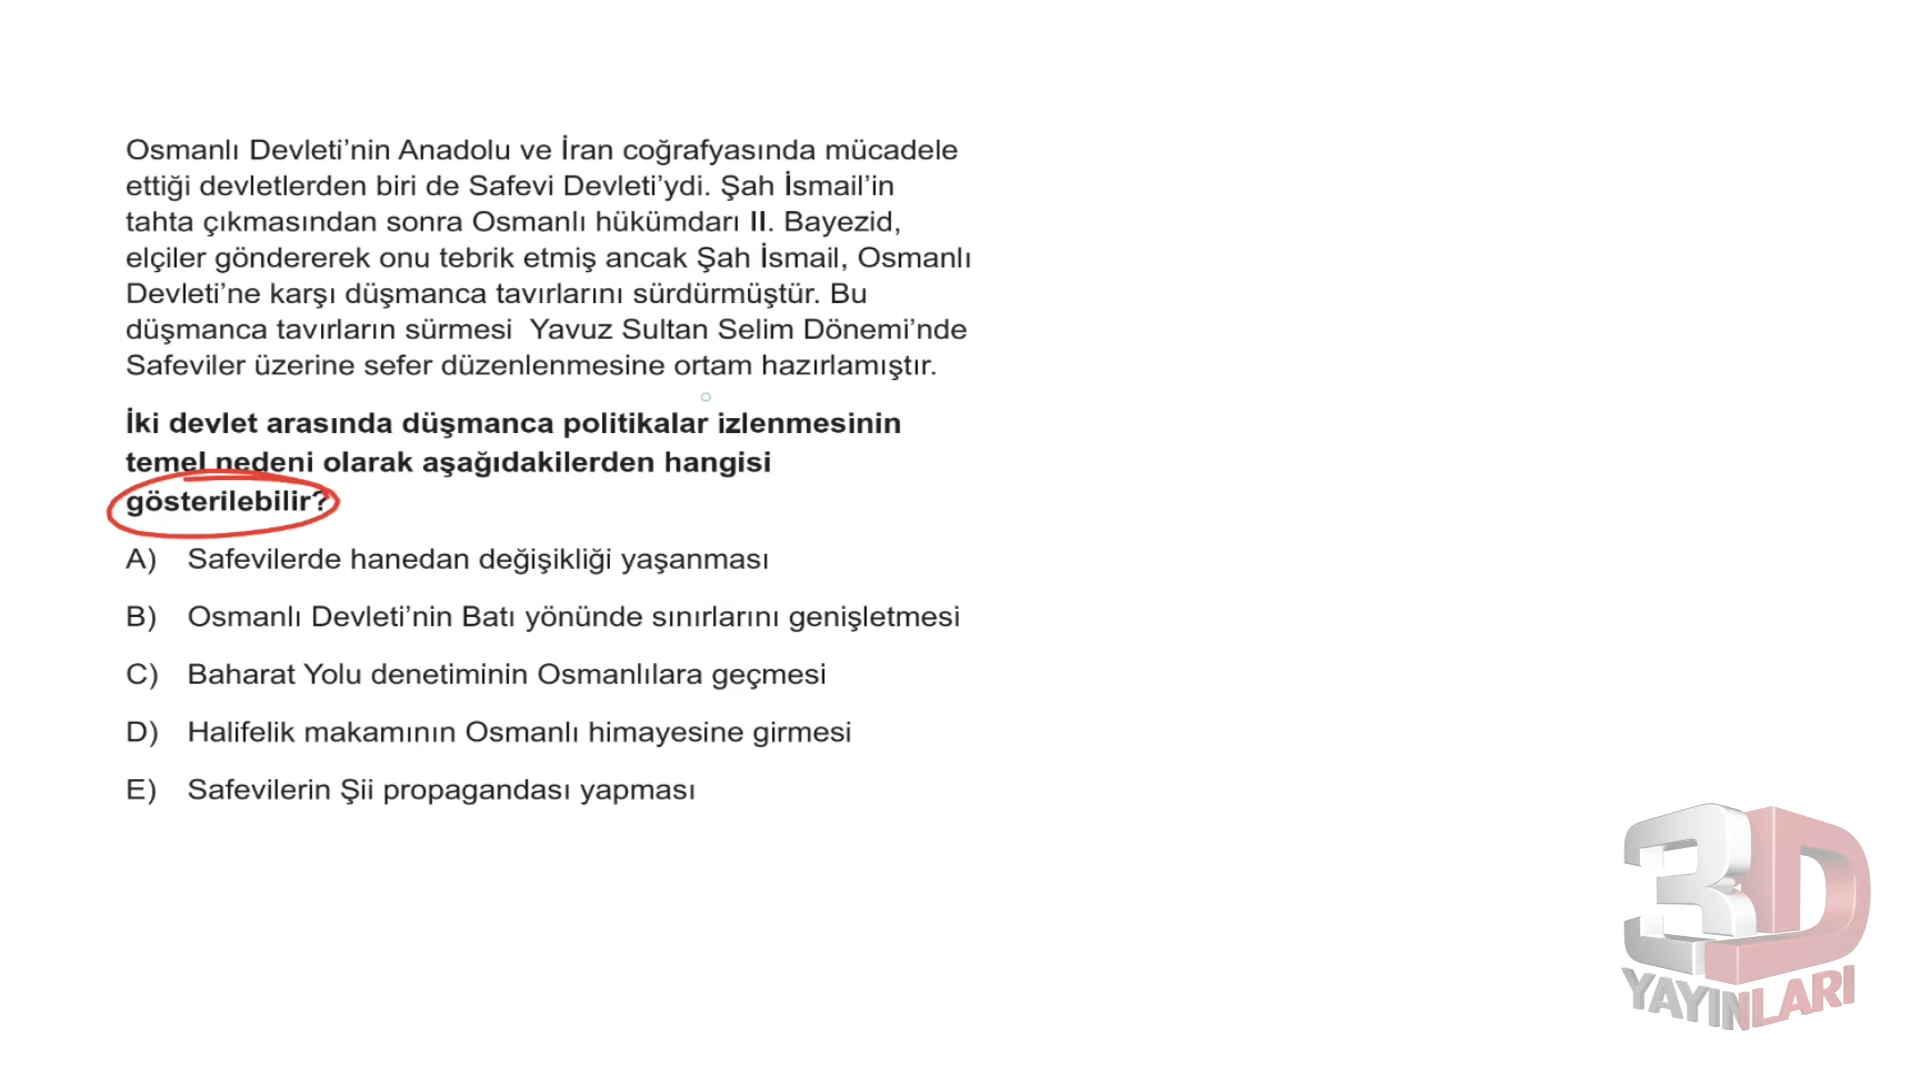 Osmanlı Devleti’nin Anadolu ve İran coğrafyasında mücadele
ettiği devletlerden biri de Safevi Devleti’ydi. Şah İsmail’in
tahta çıkmasından sonra Osmanlı hükümdarı II. Bayezid,
elçiler göndererek onu tebrik etmiş ancak Şah İsmail, Osmanlı
Devleti’ne karşı düşmanca tavırlarını sürdürmüştür. Bu
düşmanca tavırların sürmesi Yavuz Sultan Selim Dönemi’nde
Safeviler üzerine sefer düzenlenmesine ortam hazırlamıştır.
İki devlet arasında düşmanca politikalar izlenmesinin
temel nedeni olarak aşağıdakilerden hangisi
gösterilebilir?
A) Safevilerde hanedan değişikliği yaşanması
B) Osmanlı Devleti’nin Batı yönünde sınırlarını genişletmesi
C) Baharat Yolu denetiminin Osmanlılara geçmesi
D) Halifelik makamının Osmanlı himayesine girmesi
E) Safevilerin Şii propagandası yapması
3D
YAYINLARI